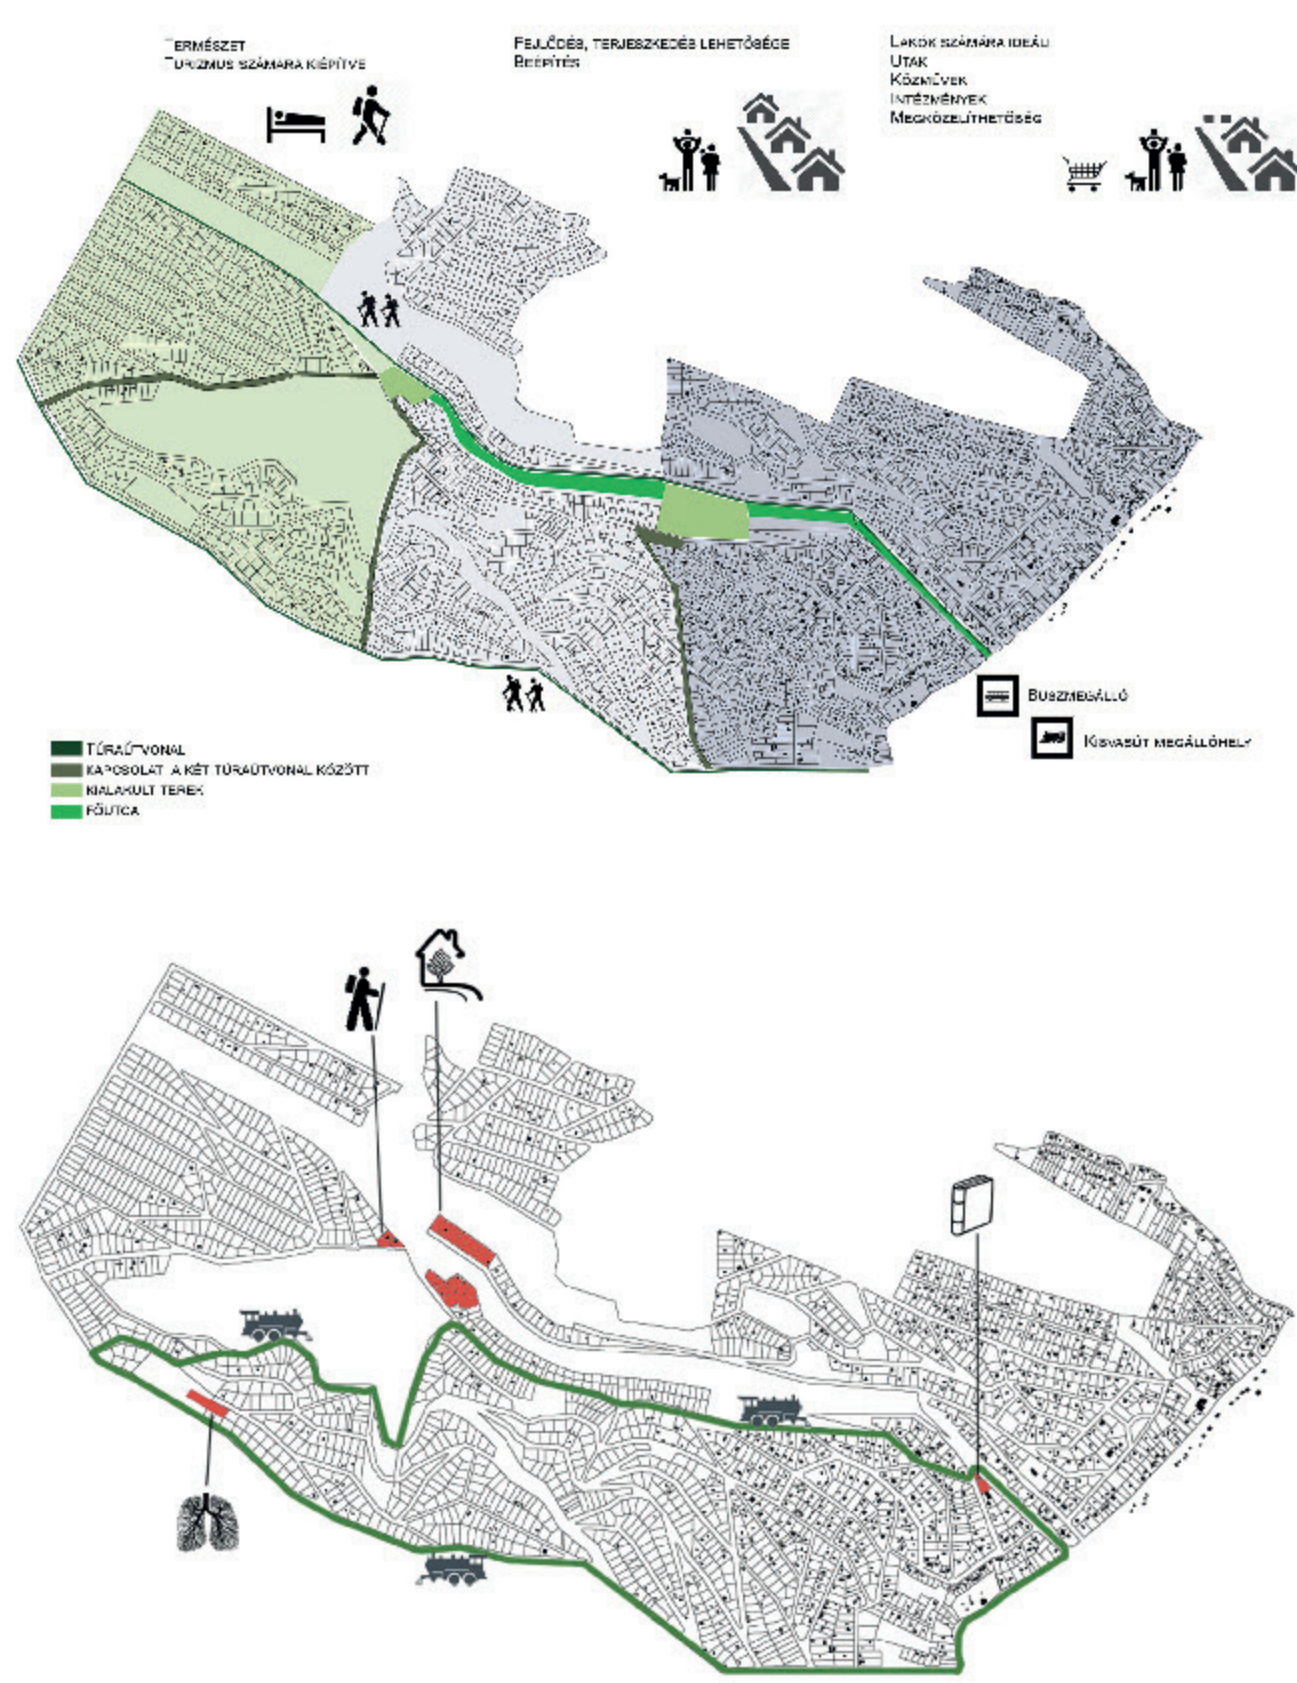 TERMÉSZET
TURIZMUS SZÁMÁRA KIÉPÍTVE
FEJLŐDÉS, TERJESZKEDÉS LEHETŐSÉGE
BEÉPÍTÉS
LAKÓK SZÁMÁRA IDEÁLI
UTAK
KÖZMŰVEK
INTÉZMÉNYEK
MEGKÖZELÍTHETŐSÉG
BUSZMEGÁLLÓ
KISVASÚT MEGÁLLÓHELY
TÚRAÚTVONAL
KAPCSOLAT A KÉT TÚRAÚTVONAL KÖZÖTT
KIALAKULT TEREK
FŐUTCA